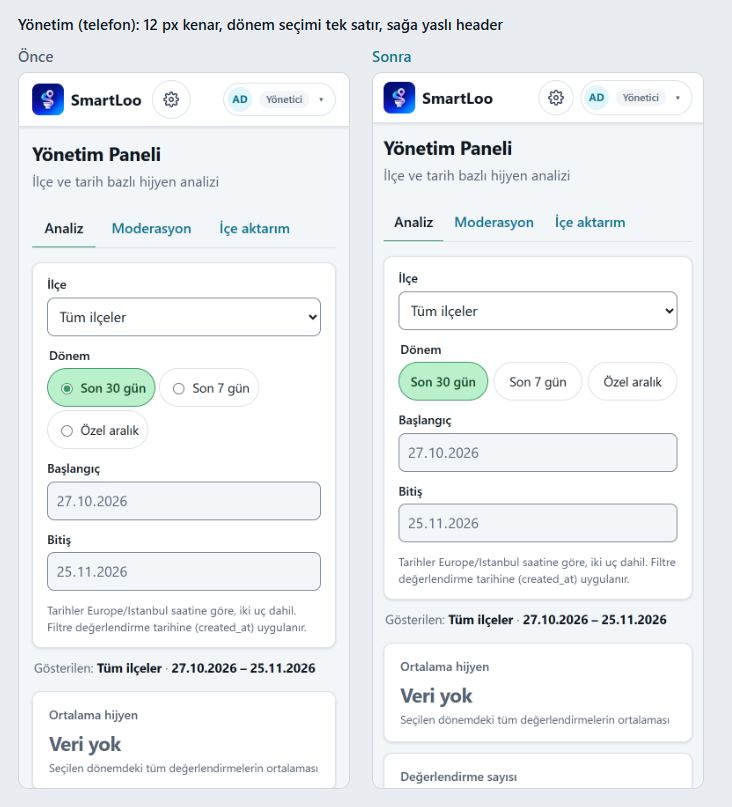 Yönetim (telefon): 12 px kenar, dönem seçimi tek satır, sağa yaslı header
Önce
SmartLoo
AD
Yönetici
Yönetim Paneli
İlçe ve tarih bazlı hijyen analizi
Analiz
Moderasyon
İçe aktarım
İlçe
Tüm ilçeler
Dönem
Son 30 gün
Son 7 gün
Özel aralık
Başlangıç
27.10.2026
Bitiş
25.11.2026
Tarihler Europe/Istanbul saatine göre, iki uç dahil.
Filtre değerlendirme tarihine (created_at) uygulanır.
Gösterilen: Tüm ilçeler · 27.10.2026 – 25.11.2026
Ortalama hijyen
Veri yok
Seçilen dönemdeki tüm değerlendirmelerin ortalaması
Sonra
SmartLoo
AD
Yönetici
Yönetim Paneli
İlçe ve tarih bazlı hijyen analizi
Analiz
Moderasyon
İçe aktarım
İlçe
Tüm ilçeler
Dönem
Son 30 gün
Son 7 gün
Özel aralık
Başlangıç
27.10.2026
Bitiş
25.11.2026
Tarihler Europe/Istanbul saatine göre, iki uç dahil. Filtre
değerlendirme tarihine (created_at) uygulanır.
Gösterilen: Tüm ilçeler · 27.10.2026 – 25.11.2026
Ortalama hijyen
Veri yok
Seçilen dönemdeki tüm değerlendirmelerin ortalaması
Değerlendirme sayısı